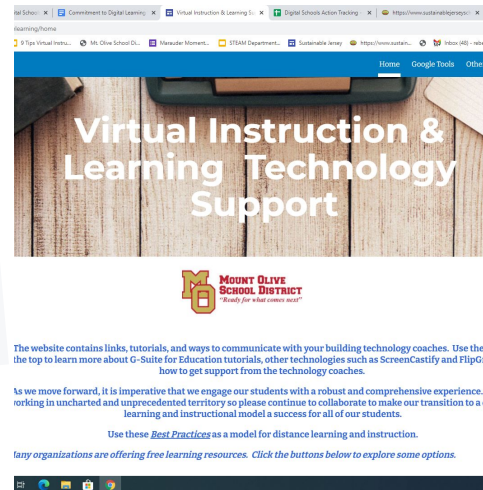 ital School
Commitment to Digital Learning
Virtual Instruction & Learning Su
Digital Schools Action Tracking -
https://www.sustainablejerseysch
learning/home
9 Tips Virtual Instru...
Mt. Olive School Di...
Marauder Moment...
STEAM Department...
Sustainable Jersey
https://www.sustain...
Inbox (48) - reba
Home Google Tools Othe
Virtual Instruction &
Learning Technology
Support
MO
MOUNT OLIVE
SCHOOL DISTRICT
"Ready for what comes next"
The website contains links, tutorials, and ways to communicate with your building technology coaches. Use the
the top to learn more about G-Suite for Education tutorials, other technologies such as ScreenCastify and FlipG
how to get support from the technology coaches.
As we move forward, it is imperative that we engage our students with a robust and comprehensive experience.
working in uncharted and unprecedented territory so please continue to collaborate to make our transition to a
learning and instructional model a success for all of our students.
Use these Best Practices as a model for distance learning and instruction.
Many organizations are offering free learning resources. Click the buttons below to explore some options.